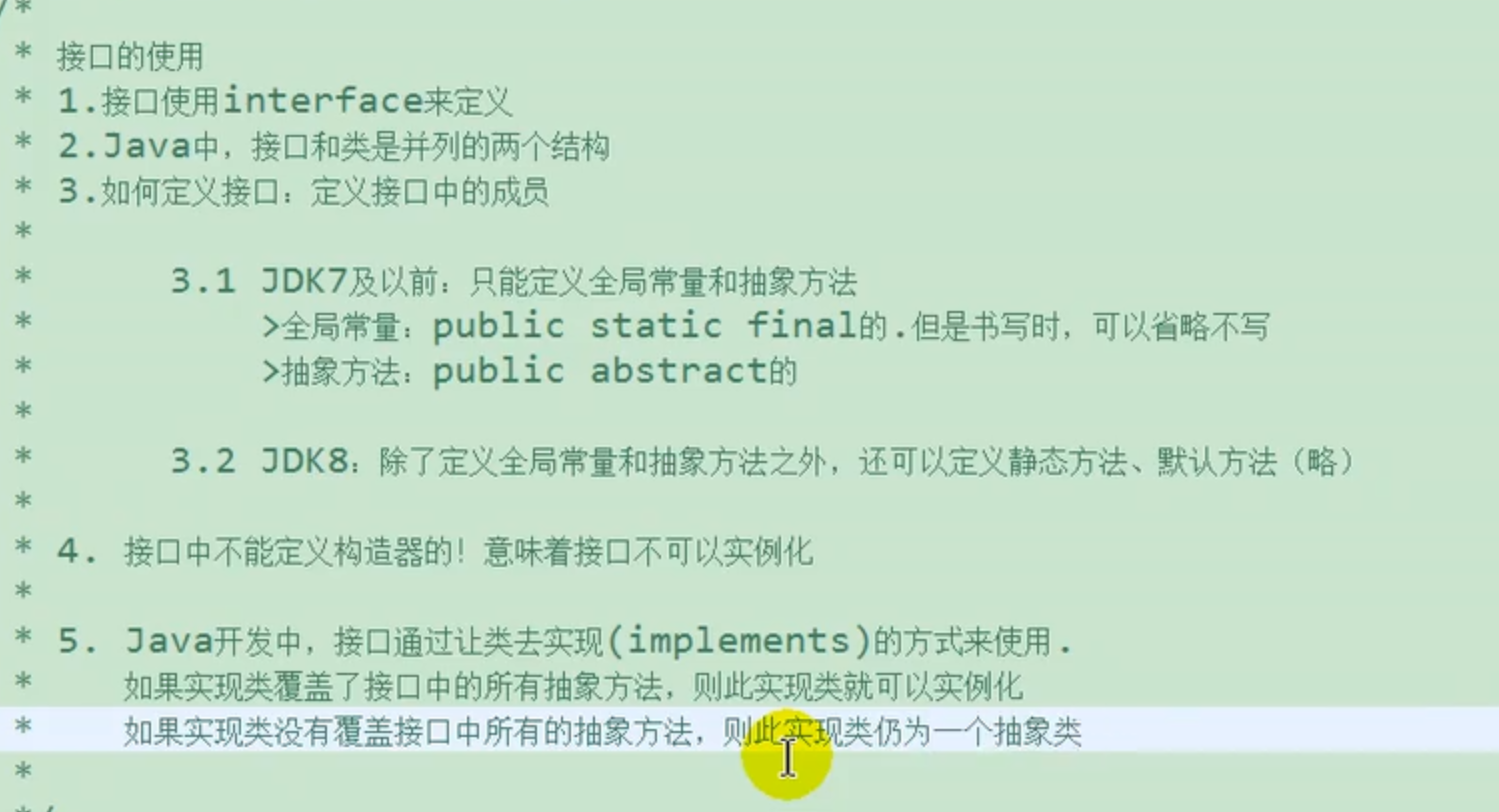 /*
* 接口的使用
* 1.接口使用interface来定义
* 2.Java中，接口和类是并列的两个结构
* 3.如何定义接口：定义接口中的成员
*
* 3.1 JDK7及以前：只能定义全局常量和抽象方法
* >全局常量：public static final的.但是书写时，可以省略不写
* >抽象方法：public abstract的
*
* 3.2 JDK8：除了定义全局常量和抽象方法之外，还可以定义静态方法、默认方法（略）
*
* 4. 接口中不能定义构造器的！意味着接口不可以实例化
*
* 5. Java开发中，接口通过让类去实现(implements)的方式来使用.
* 如果实现类覆盖了接口中的所有抽象方法，则此实现类就可以实例化
* 如果实现类没有覆盖接口中所有的抽象方法，则此实现类仍为一个抽象类
*
*/